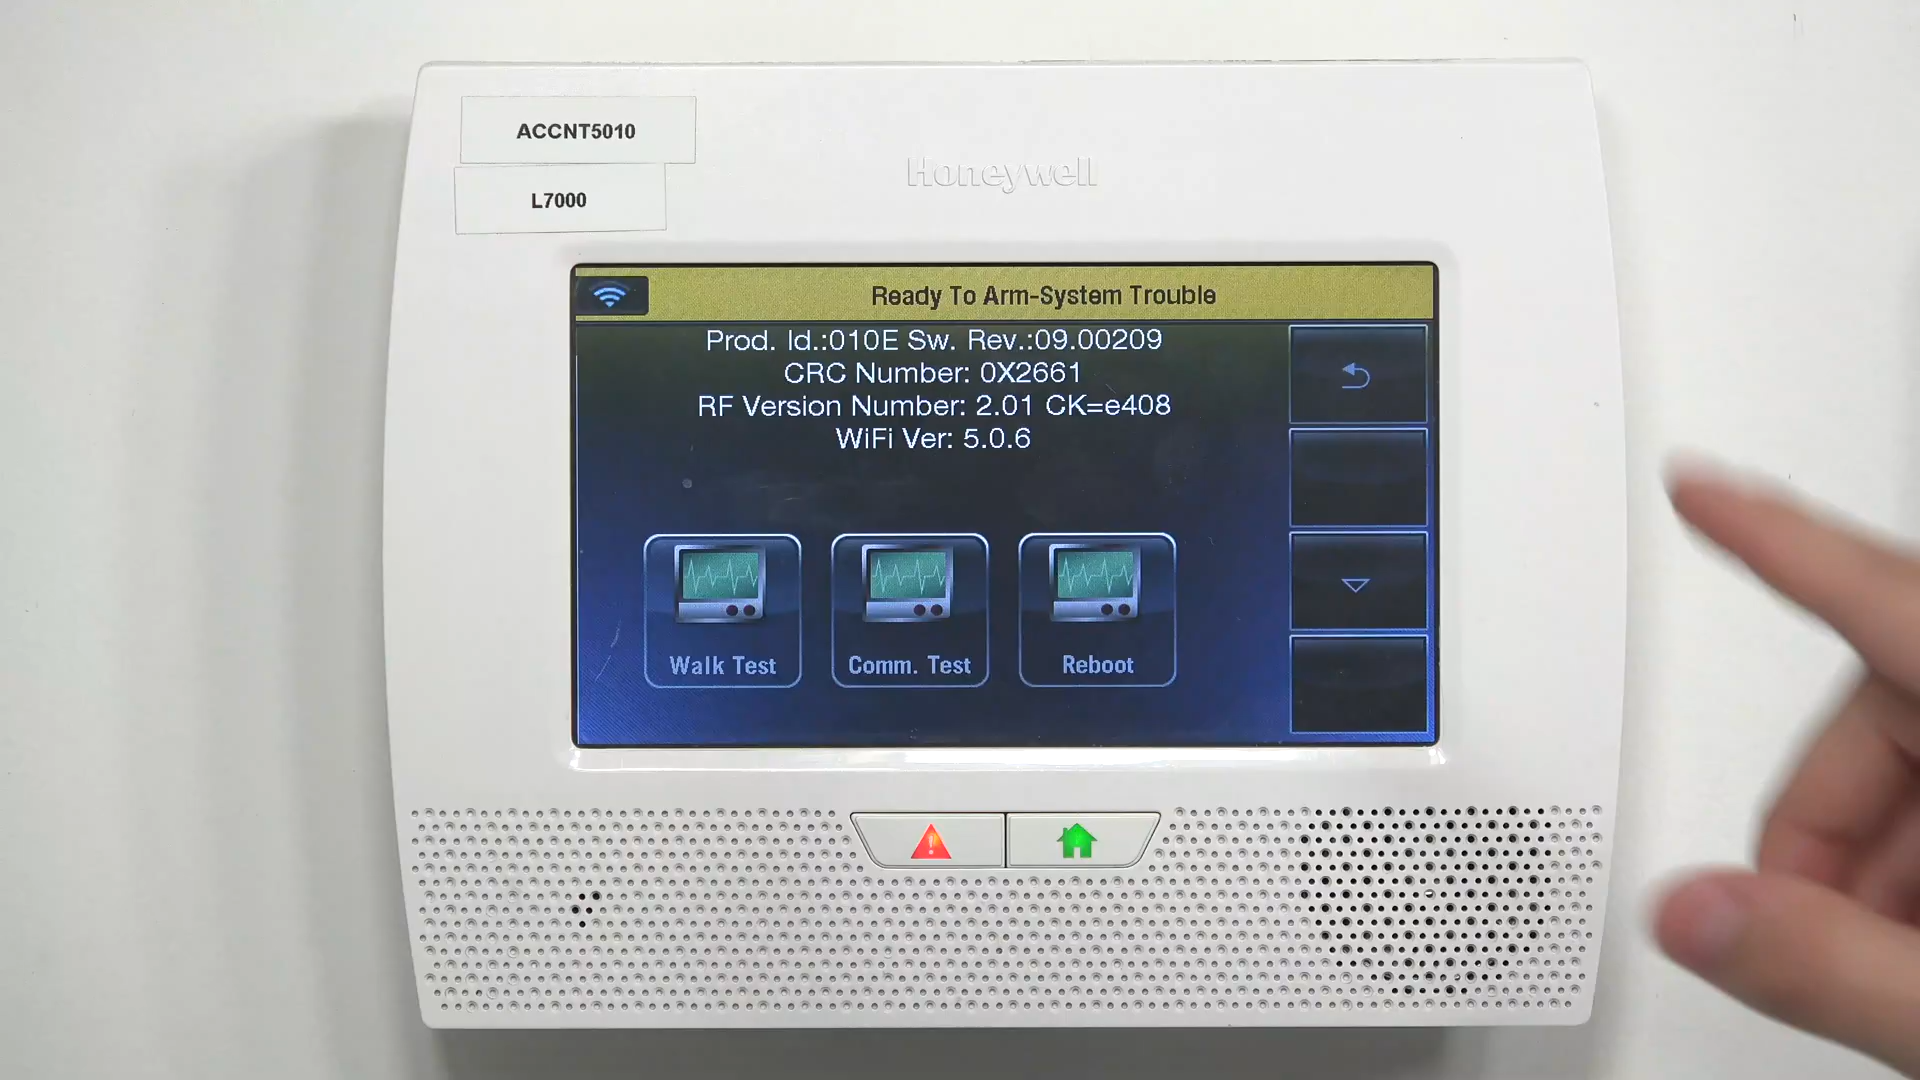 ACCNT5010
L7000
Honeywell
Ready To Arm-System Trouble
Prod. Id.:010E Sw. Rev.:09.00209
CRC Number: 0X2661
RF Version Number: 2.01 CK=e408
WiFi Ver: 5.0.6
Walk Test
Comm. Test
Reboot